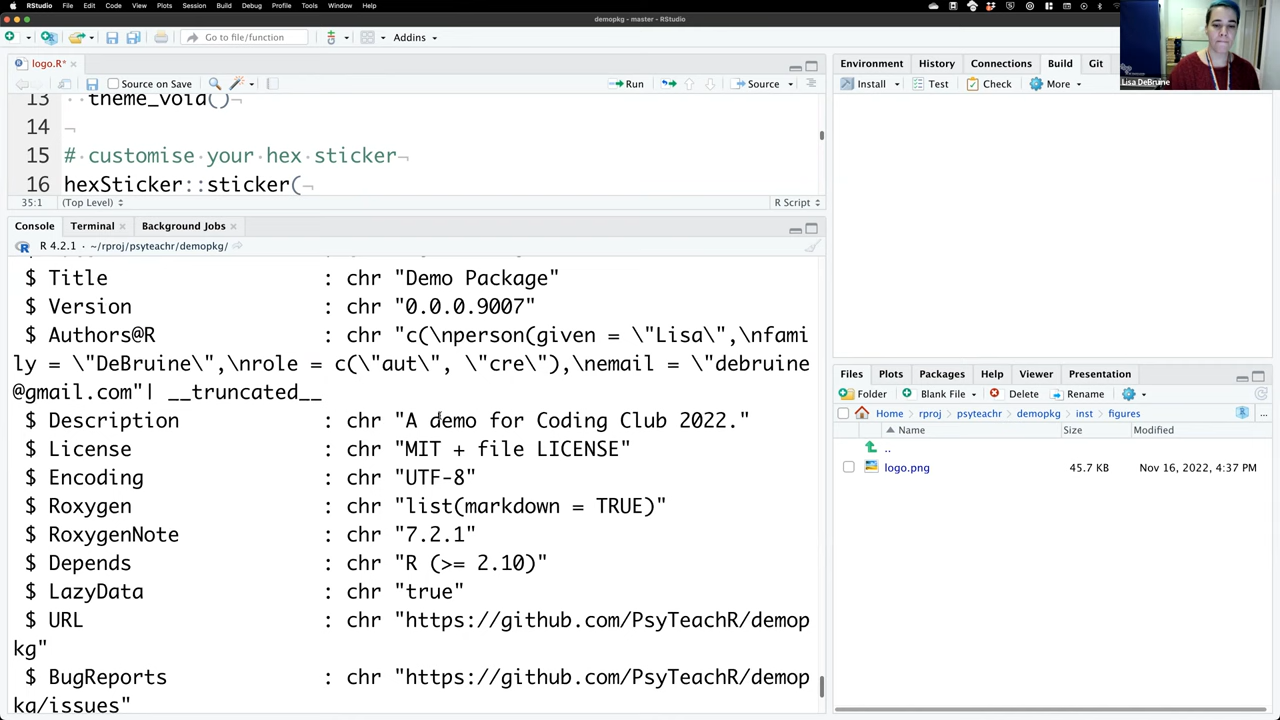 RStudio File Edit Code View Plots Session Build Debug Profile Tools Window Help
demopkg - master - RStudio
Go to file/function
Addins
Lisa DeBruine
logo.R*
Source on Save
Run
Source
13 theme_void()¬
14 ¬
15 #·customise·your·hex·sticker¬
16 hexSticker::sticker(¬
35:1 (Top Level) R Script
Console Terminal Background Jobs
R 4.2.1 · ~/rproj/psyteachr/demopkg/
$ Title : chr "Demo Package"
$ Version : chr "0.0.0.9007"
$ Authors@R : chr "c(\nperson(given = \"Lisa\",\nfami
ly = \"DeBruine\",\nrole = c(\"aut\", \"cre\"),\nemail = \"debruine
@gmail.com\"| __truncated__
$ Description : chr "A demo for Coding Club 2022."
$ License : chr "MIT + file LICENSE"
$ Encoding : chr "UTF-8"
$ Roxygen : chr "list(markdown = TRUE)"
$ RoxygenNote : chr "7.2.1"
$ Depends : chr "R (>= 2.10)"
$ LazyData : chr "true"
$ URL : chr "https://github.com/PsyTeachR/demop
kg"
$ BugReports : chr "https://github.com/PsyTeachR/demop
kg/issues"
Environment History Connections Build Git
Install Test Check More
Files Plots Packages Help Viewer Presentation
Folder Blank File Delete Rename
Home rproj psyteachr demopkg inst figures
Name Size Modified
..
logo.png 45.7 KB Nov 16, 2022, 4:37 PM